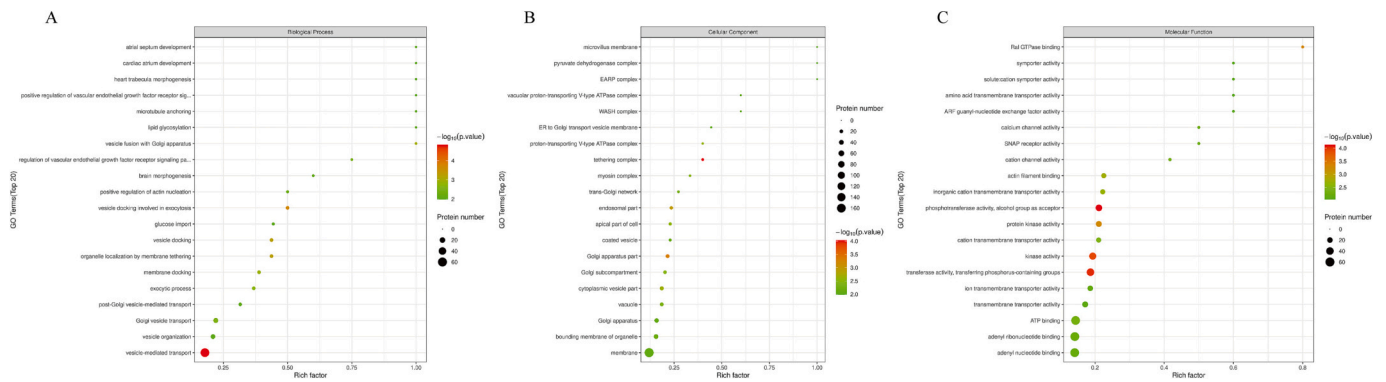 A
Biological Process
GO Terms(Top 20)
atrial septum development
cardiac atrium development
heart trabecula morphogenesis
positive regulation of vascular endothelial growth factor receptor sig...
microtubule anchoring
lipid glycosylation
vesicle fusion with Golgi apparatus
regulation of vascular endothelial growth factor receptor signaling pa...
brain morphogenesis
positive regulation of actin nucleation
vesicle docking involved in exocytosis
glucose import
vesicle docking
organelle localization by membrane tethering
membrane docking
exocytic process
post-Golgi vesicle-mediated transport
Golgi vesicle transport
vesicle organization
vesicle-mediated transport
0.25 0.50 0.75 1.00
Rich factor
−log10(p.value)
4
3
2
Protein number
0
20
40
60
B
Cellular Component
GO Terms(Top 20)
microvillus membrane
pyruvate dehydrogenase complex
EARP complex
vacuolar proton-transporting V-type ATPase complex
WASH complex
ER to Golgi transport vesicle membrane
proton-transporting V-type ATPase complex
tethering complex
myosin complex
trans-Golgi network
endosomal part
apical part of cell
coated vesicle
Golgi apparatus part
Golgi subcompartment
cytoplasmic vesicle part
vacuole
Golgi apparatus
bounding membrane of organelle
membrane
0.25 0.50 0.75 1.00
Rich factor
Protein number
0
20
40
60
80
100
120
140
160
−log10(p.value)
4.0
3.5
3.0
2.5
2.0
C
Molecular Function
GO Terms(Top 20)
Ral GTPase binding
symporter activity
solute:cation symporter activity
amino acid transmembrane transporter activity
ARF guanyl-nucleotide exchange factor activity
calcium channel activity
SNAP receptor activity
cation channel activity
actin filament binding
inorganic cation transmembrane transporter activity
phosphotransferase activity, alcohol group as acceptor
protein kinase activity
cation transmembrane transporter activity
kinase activity
transferase activity, transferring phosphorus-containing groups
ion transmembrane transporter activity
transmembrane transporter activity
ATP binding
adenyl ribonucleotide binding
adenyl nucleotide binding
0.2 0.4 0.6 0.8
Rich factor
−log10(p.value)
4.0
3.5
3.0
2.5
Protein number
0
20
40
60